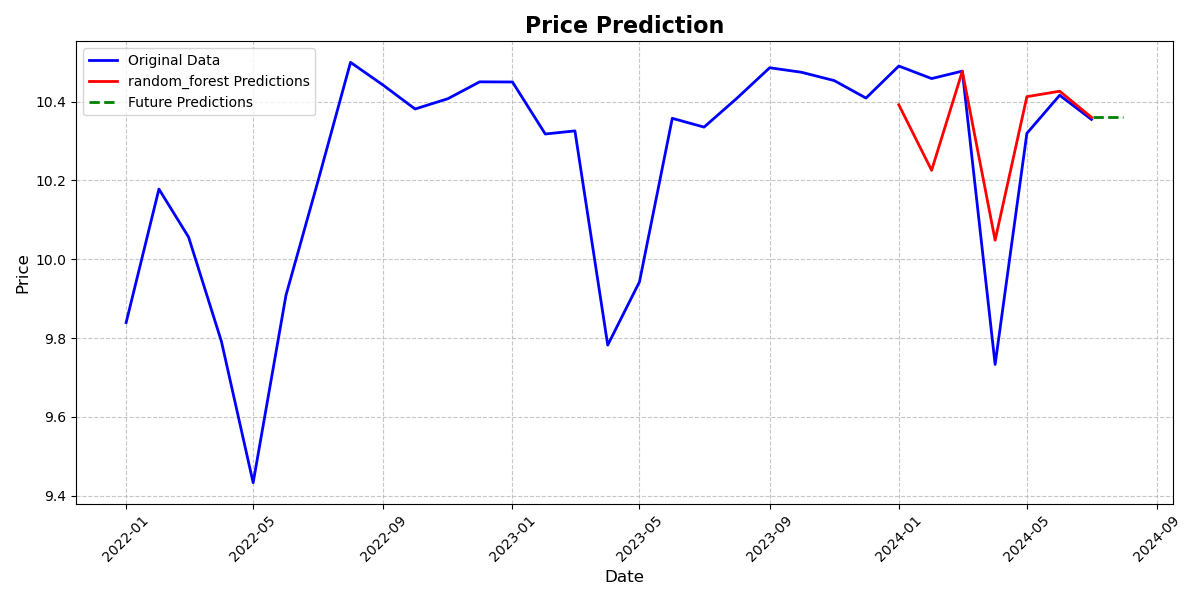 Price Prediction
Original Data
random_forest Predictions
Future Predictions
Price
10.4
10.2
10.0
9.8
9.6
9.4
2022-01
2022-05
2022-09
2023-01
2023-05
2023-09
2024-01
2024-05
2024-09
Date